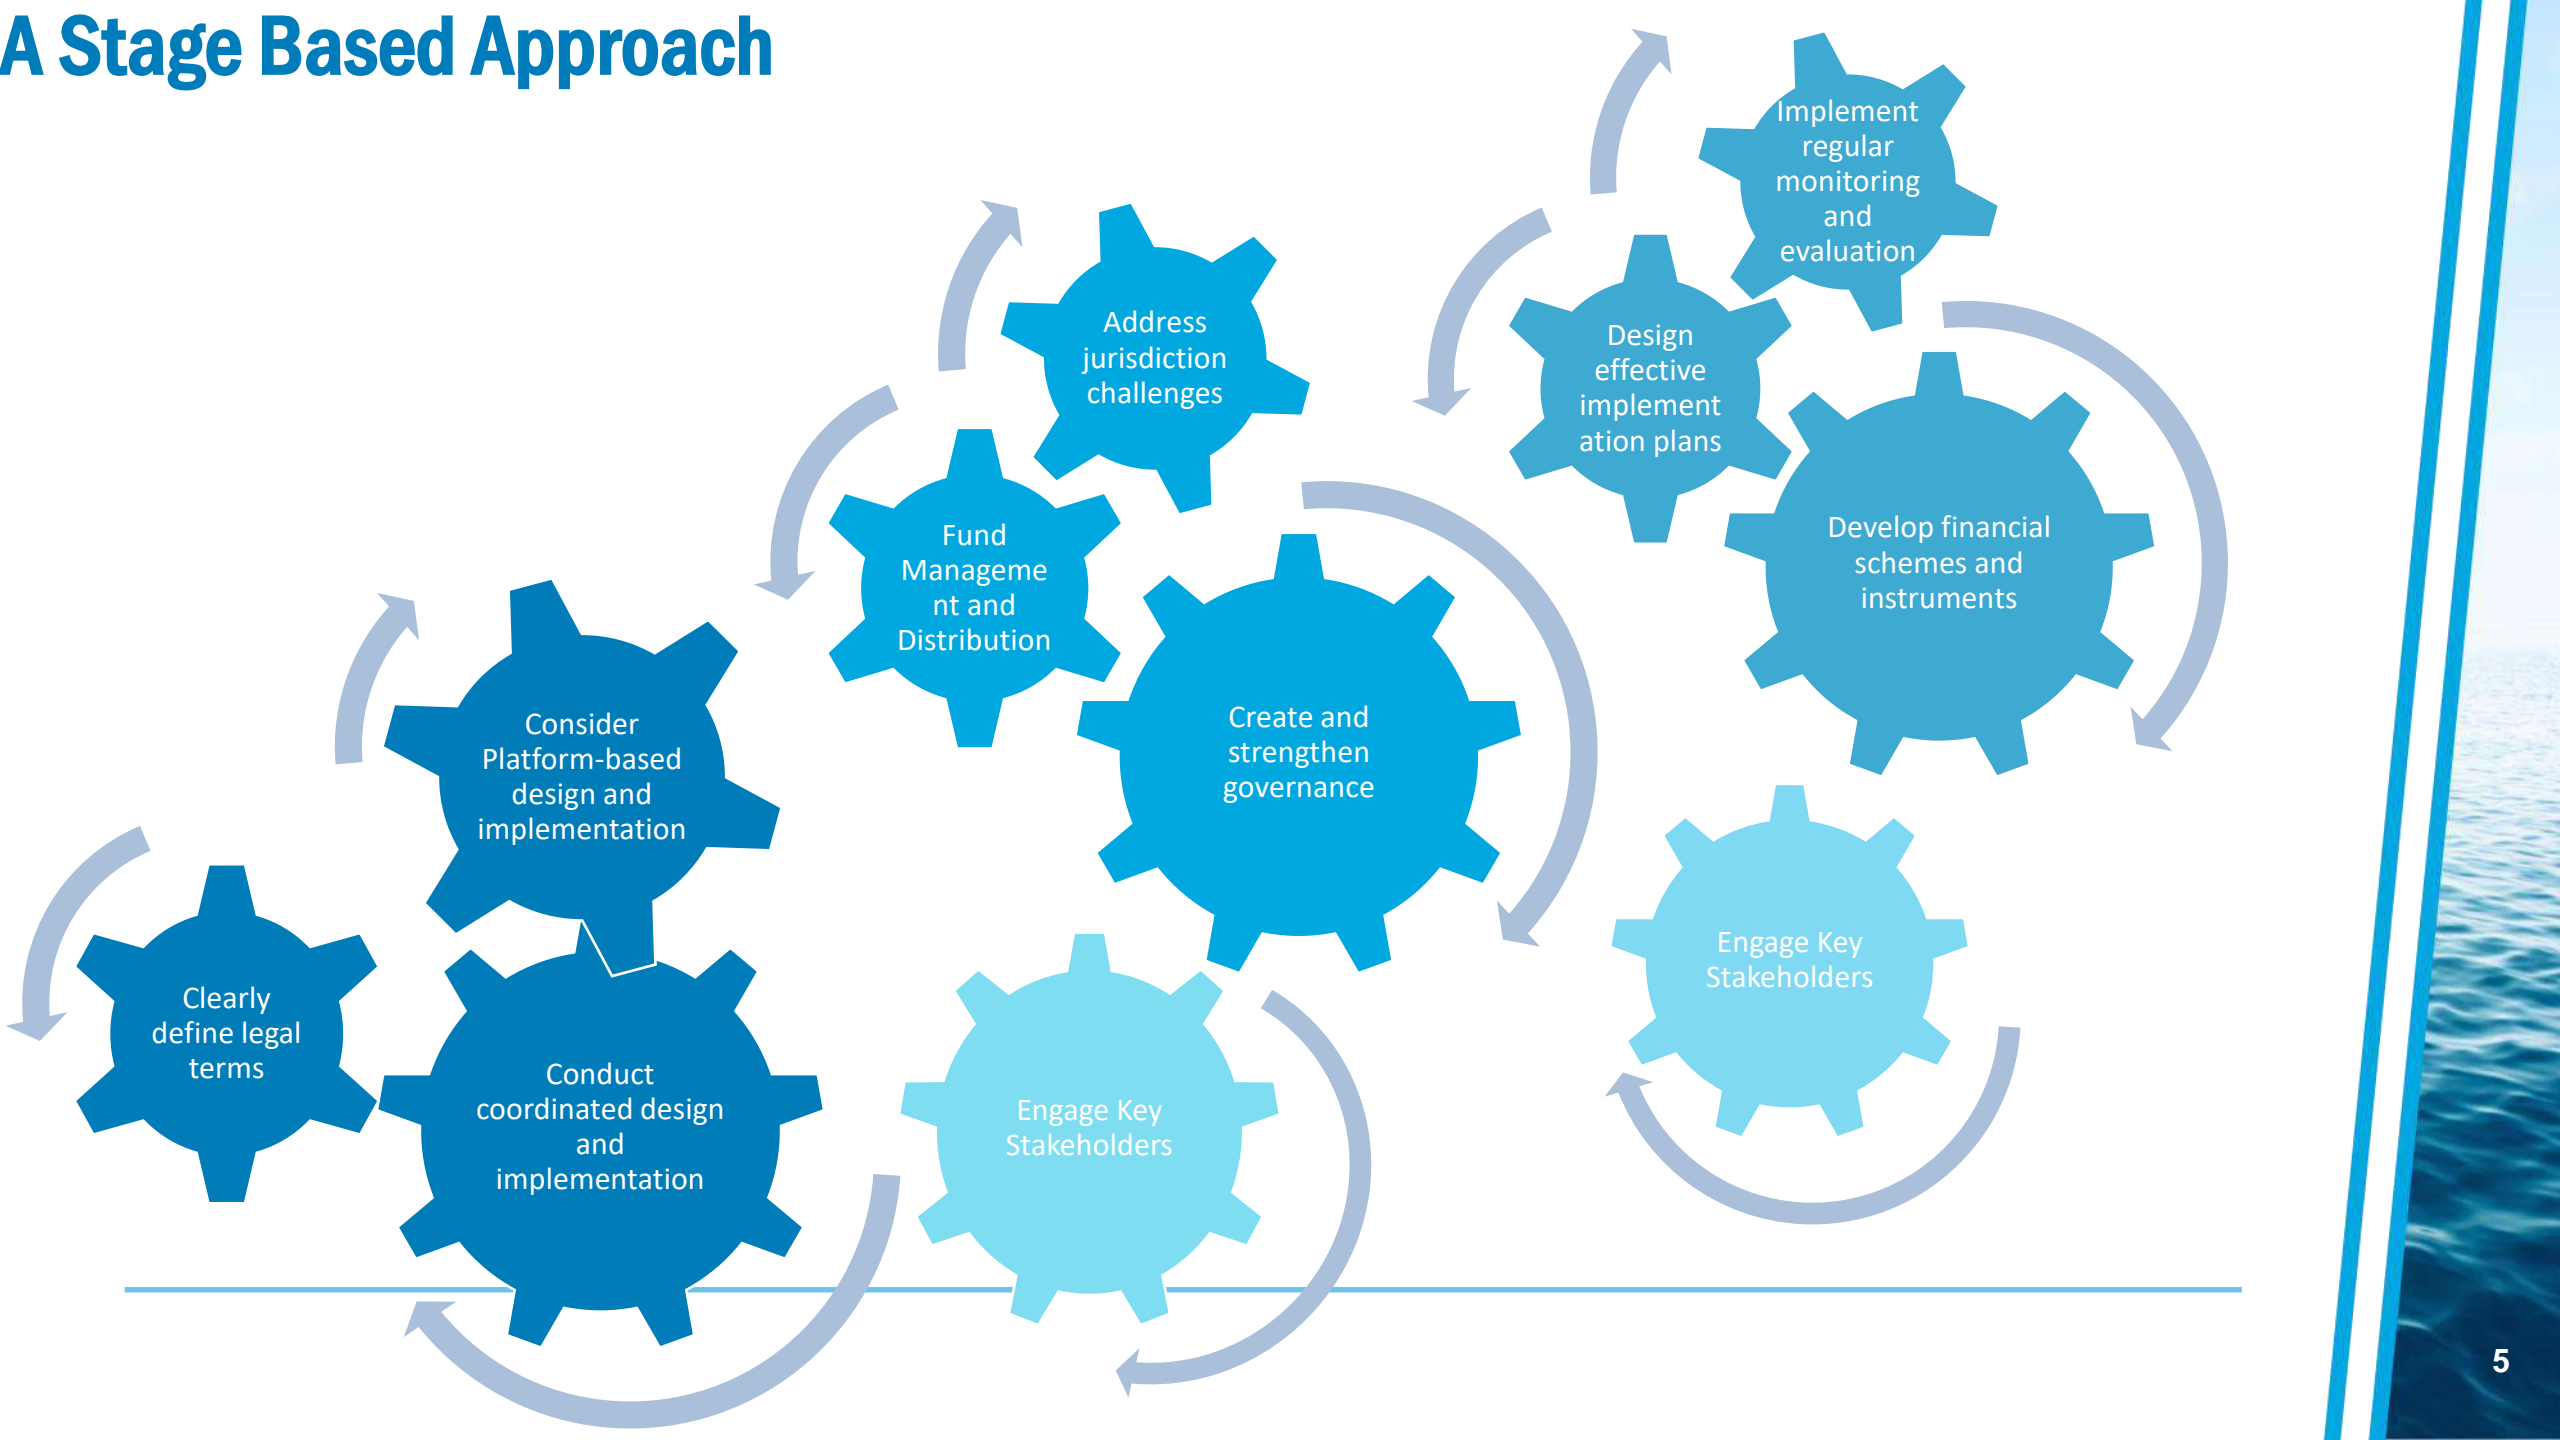 A Stage Based Approach
Clearly
define legal
terms
Consider
Platform-based
design and
implementation
Conduct
coordinated design
and
implementation
Fund
Manageme
nt and
Distribution
Address
jurisdiction
challenges
Create and
strengthen
governance
Engage Key
Stakeholders
Design
effective
implement
ation plans
Implement
regular
monitoring
and
evaluation
Develop financial
schemes and
instruments
Engage Key
Stakeholders
5